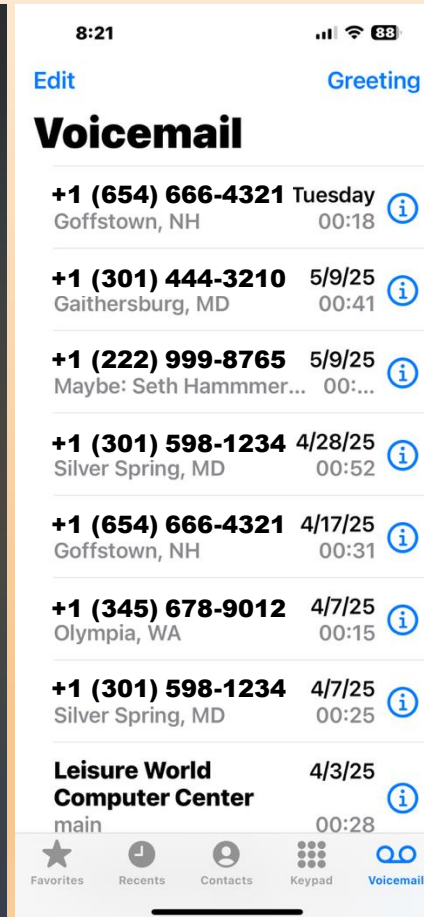 8:21 88
Edit Greeting
Voicemail
+1 (654) 666-4321 Tuesday
Goffstown, NH 00:18
+1 (301) 444-3210 5/9/25
Gaithersburg, MD 00:41
+1 (222) 999-8765 5/9/25
Maybe: Seth Hammmer... 00:...
+1 (301) 598-1234 4/28/25
Silver Spring, MD 00:52
+1 (654) 666-4321 4/17/25
Goffstown, NH 00:31
+1 (345) 678-9012 4/7/25
Olympia, WA 00:15
+1 (301) 598-1234 4/7/25
Silver Spring, MD 00:25
Leisure World 4/3/25
Computer Center
main 00:28
Favorites Recents Contacts Keypad Voicemail